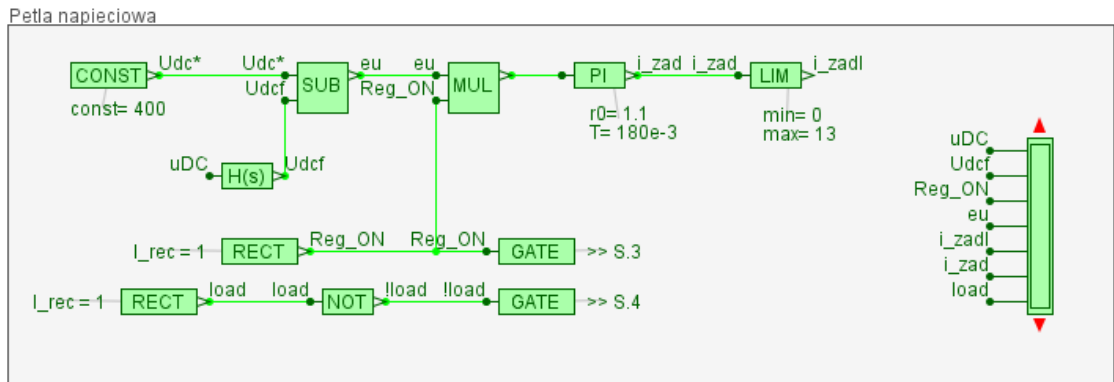 Petla napieciowa
CONST Udc* Udc* SUB eu eu MUL PI i_zad i_zad LIM i_zadl
Udcf Reg_ON
const= 400
r0= 1.1
T= 180e-3
min= 0
max= 13
uDC H(s) Udcf
I_rec = 1 RECT Reg_ON Reg_ON GATE >> S.3
I_rec = 1 RECT load load NOT !load !load GATE >> S.4
uDC
Udcf
Reg_ON
eu
i_zadl
i_zad
load